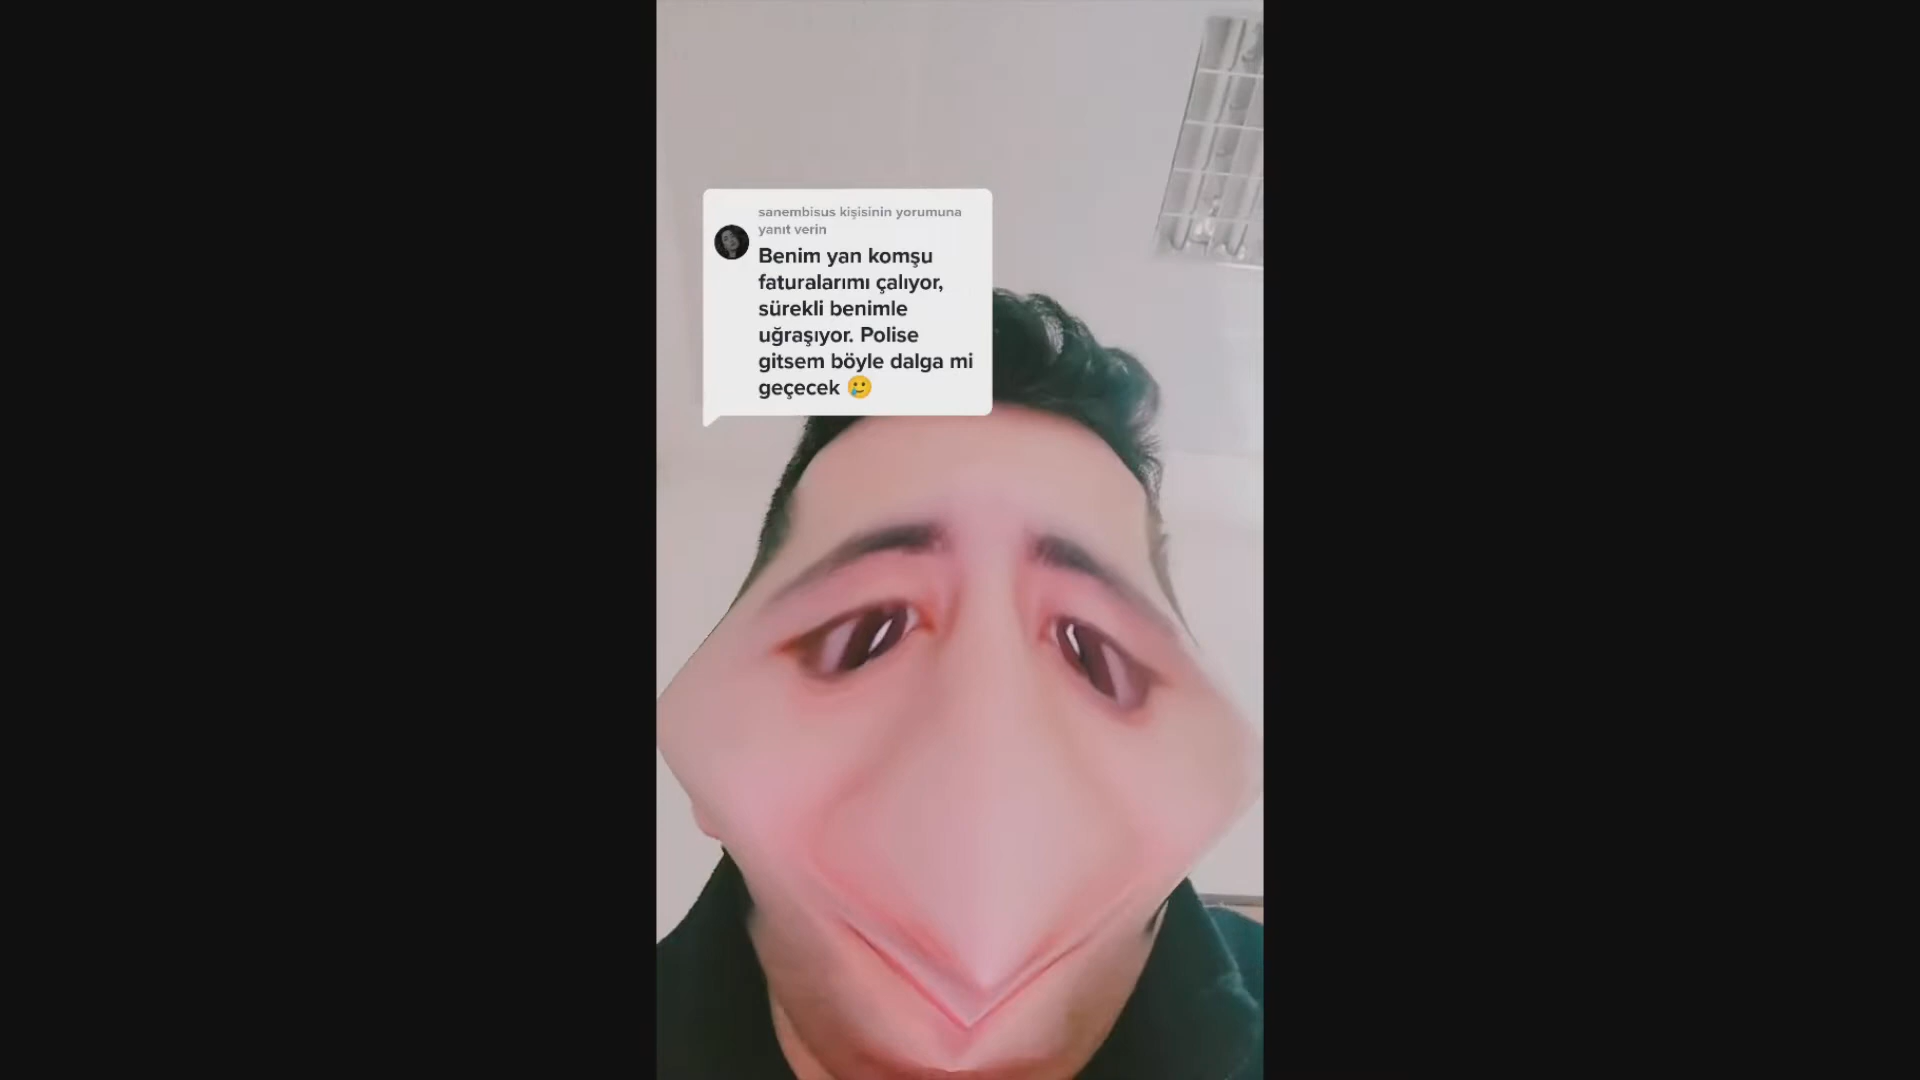 sanembisus kişisinin yorumuna
yanıt verin
Benim yan komşu
faturalarımı çalıyor,
sürekli benimle
uğraşıyor. Polise
gitsem böyle dalga mi
geçecek 🥲